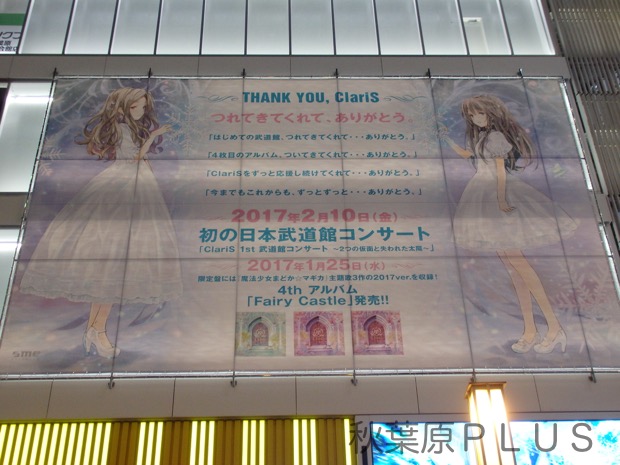 THANK YOU, ClariS
つれてきてくれて、ありがとう。
「はじめての武道館、つれてきてくれて・・・ありがとう。」
「4枚目のアルバム、ついてきてくれて・・・ありがとう。」
「ClariSをずっと応援し続けてくれて・・・ありがとう。」
「今までもこれからも、ずっとずっと・・・ありがとう。」
2017年2月10日(金)
初の日本武道館コンサート
「ClariS 1st 武道館コンサート ～2つの仮面と失われた太陽～」
2017年1月25日(水)
限定盤には「魔法少女まどか☆マギカ」主題歌3作の2017ver.を収録!
4th アルバム
「Fairy Castle」発売!!
sme
秋葉原PLUS